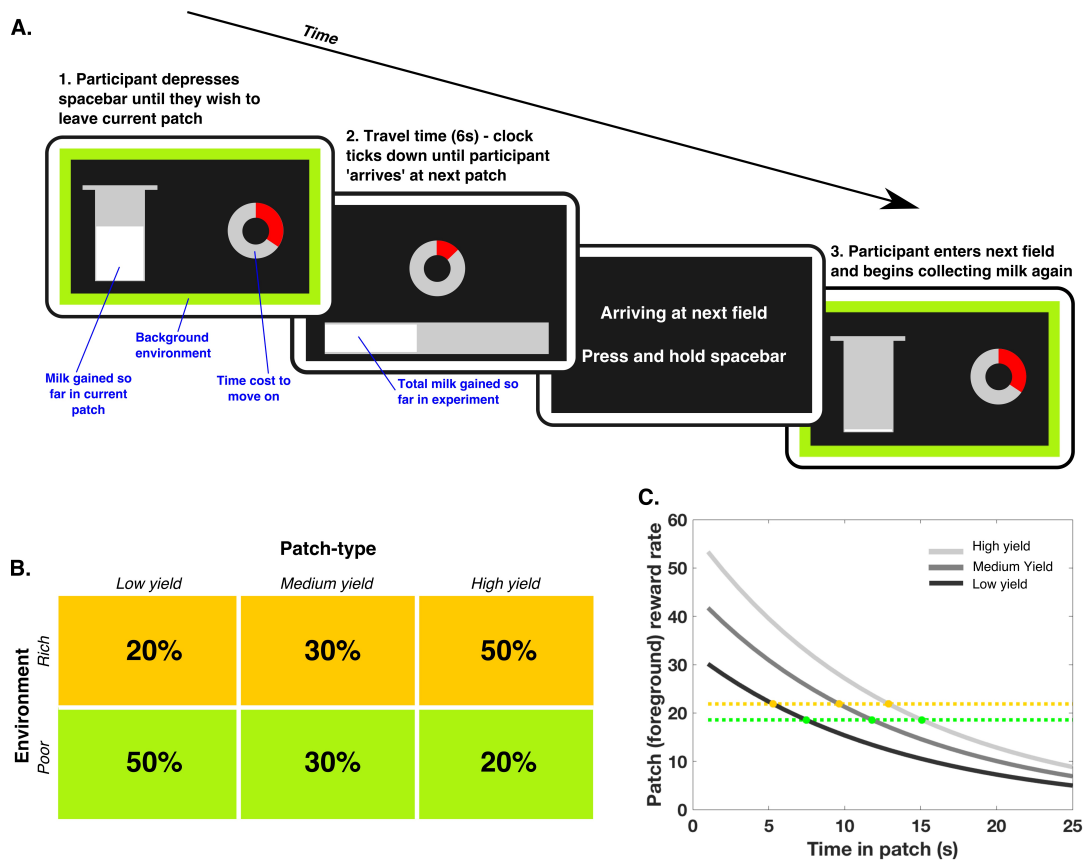 A.
Time
1. Participant depresses
spacebar until they wish to
leave current patch
2. Travel time (6s) - clock
ticks down until participant
'arrives' at next patch
3. Participant enters next field
and begins collecting milk again
Arriving at next field
Press and hold spacebar
Background
environment
Milk gained so
far in current
patch
Time cost to
move on
Total milk gained so
far in experiment
B.
Patch-type
Low yield
Medium yield
High yield
Environment
Rich
20%
30%
50%
Poor
50%
30%
20%
C.
Patch (foreground) reward rate
60
50
40
30
20
10
0
High yield
Medium Yield
Low yield
0
5
10
15
20
25
Time in patch (s)